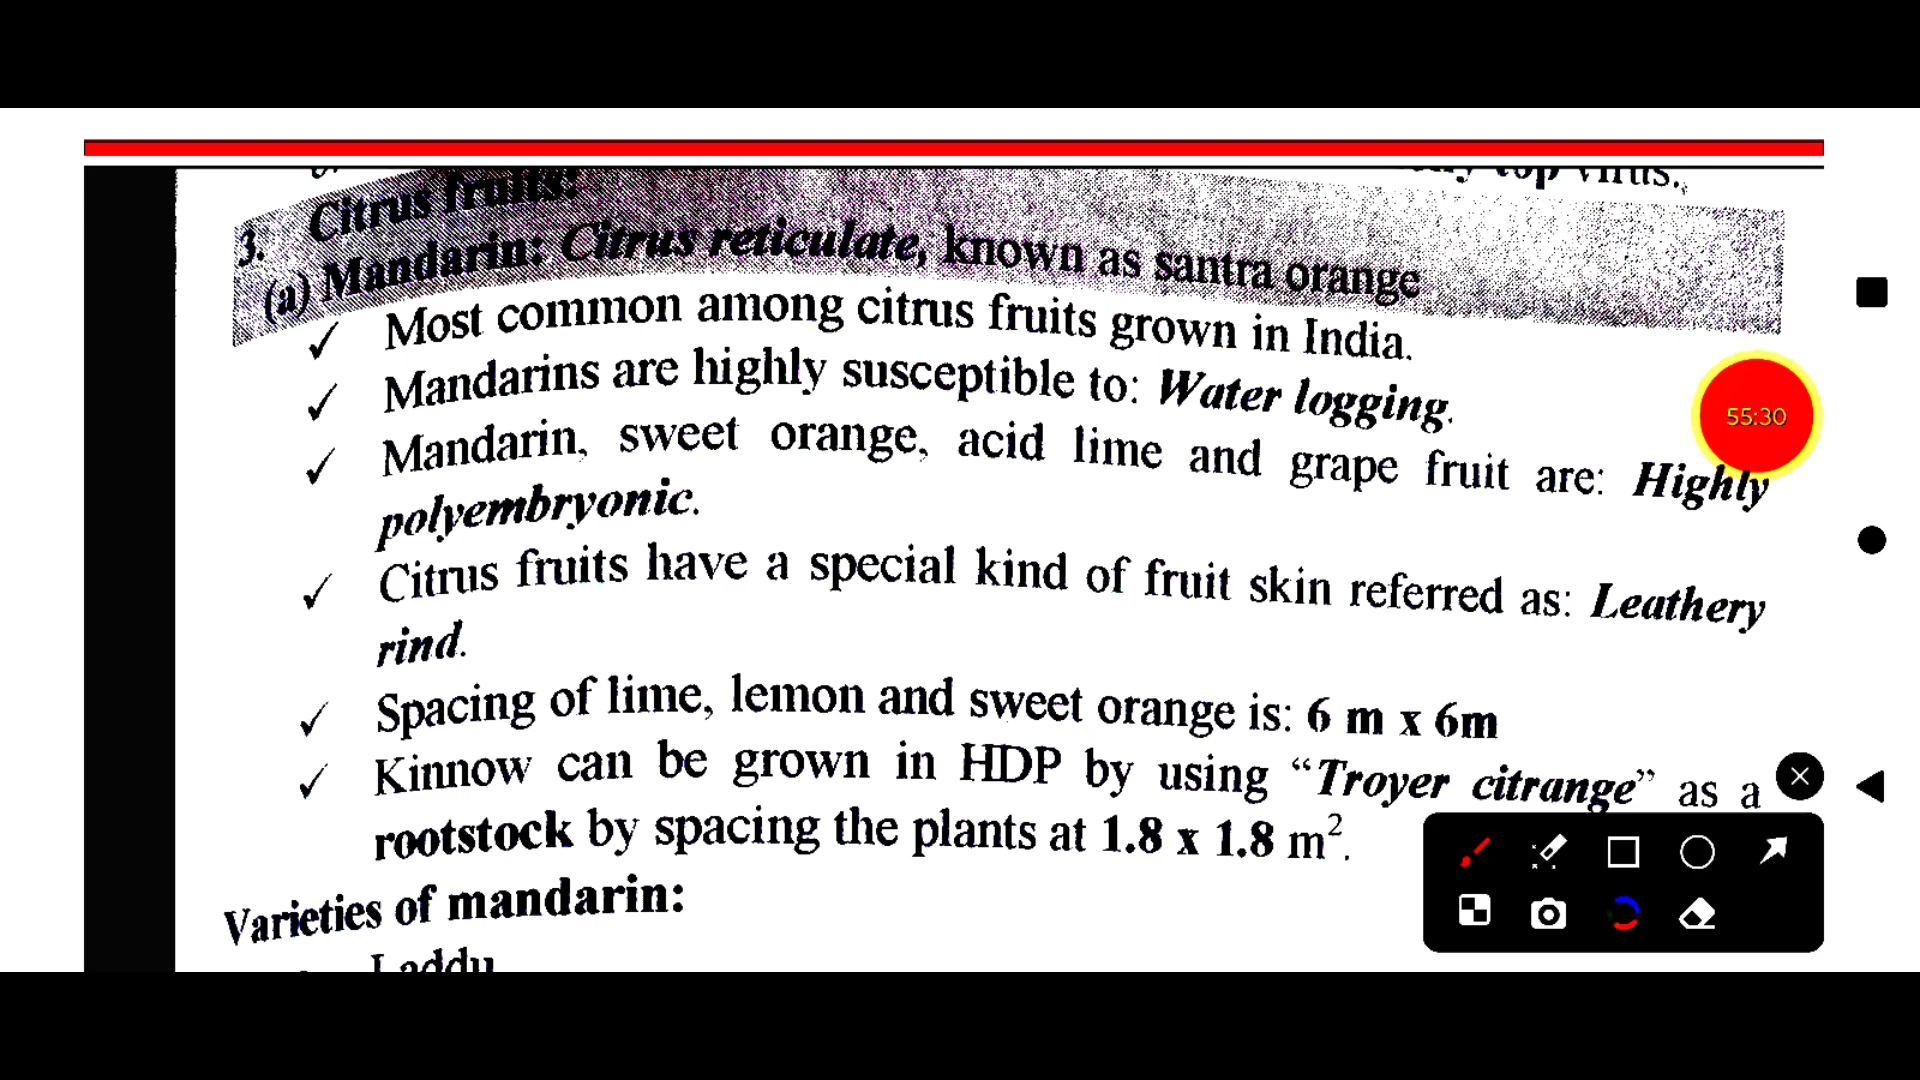 top virus.
3. Citrus fruits:
(a) Mandarin: Citrus reticulate, known as santra orange
✓ Most common among citrus fruits grown in India.
✓ Mandarins are highly susceptible to: Water logging.
✓ Mandarin, sweet orange, acid lime and grape fruit are: Highly
polyembryonic.
✓ Citrus fruits have a special kind of fruit skin referred as: Leathery
rind.
✓ Spacing of lime, lemon and sweet orange is: 6 m x 6m
✓ Kinnow can be grown in HDP by using “Troyer citrange” as a
rootstock by spacing the plants at 1.8 x 1.8 m².
Varieties of mandarin:
Laddu
55:30